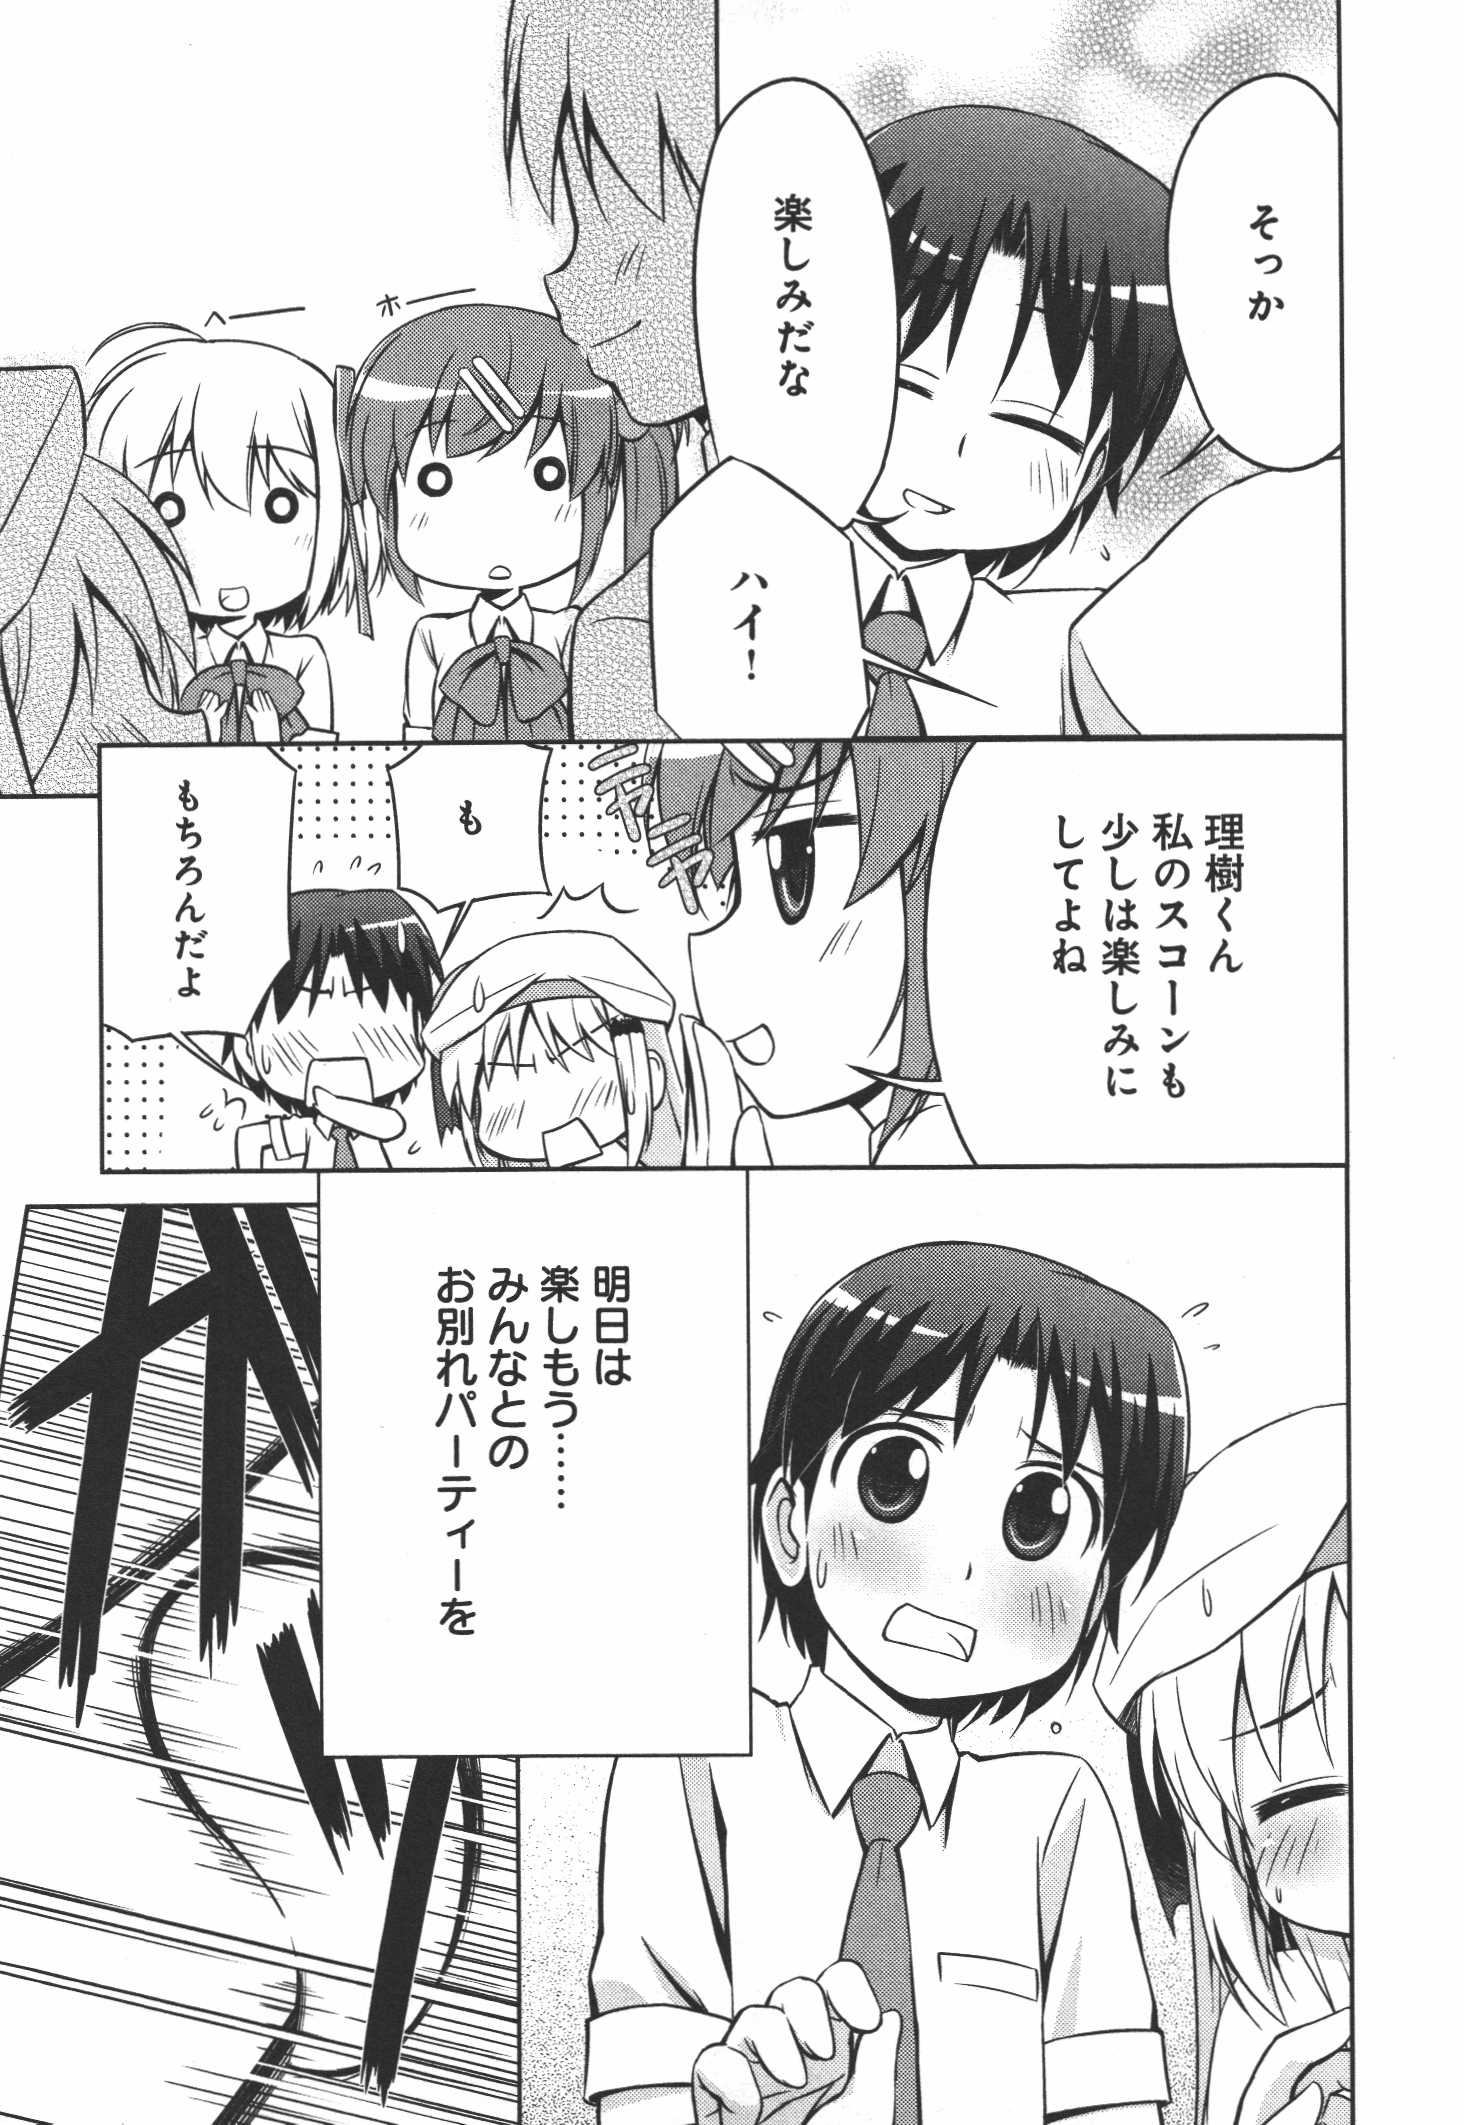 そっか
楽しみだな
ハイ！
ホー
へー
理樹くん
私のスコーンも
少しは楽しみに
してよね
ニヤ
ニヤ
も
もちろんだよ
明日は
楽しもう……
みんなとの
お別れパーティーを